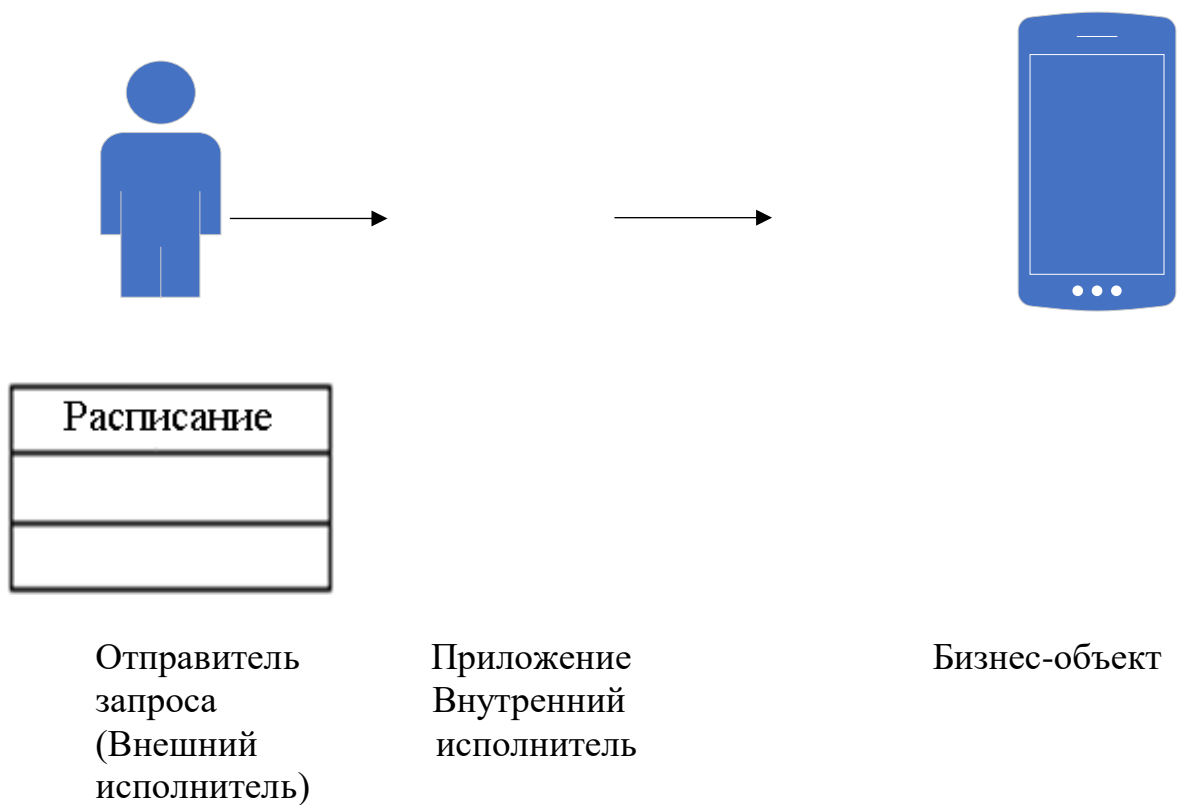 Расписание
Отправитель Приложение Бизнес-объект
запроса Внутренний
(Внешний исполнитель
исполнитель)